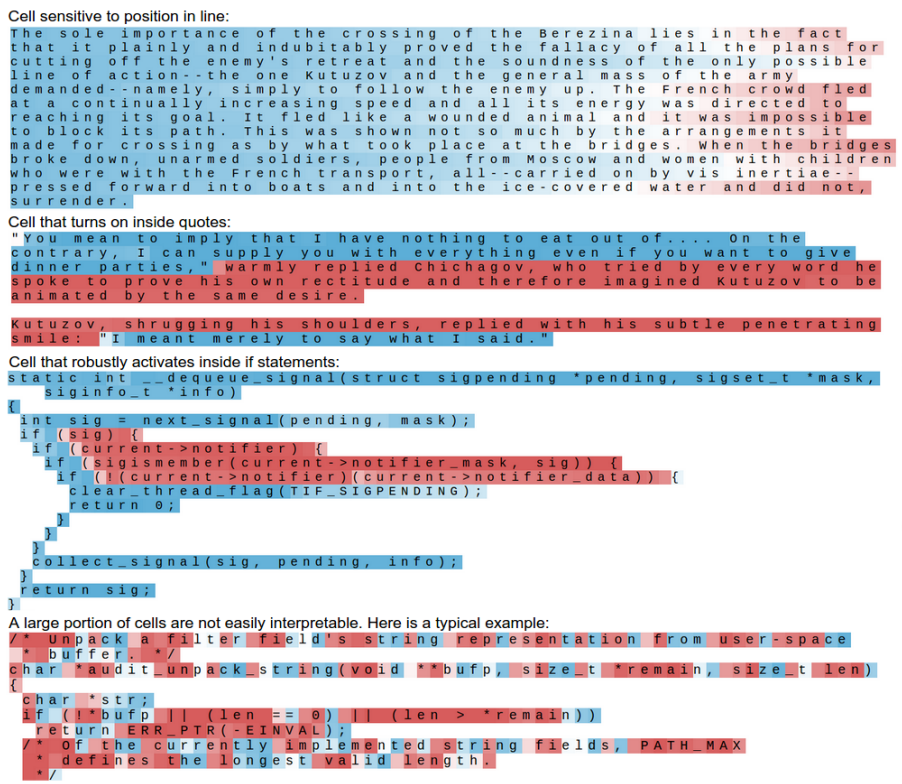 Cell sensitive to position in line:
The sole importance of the crossing of the Berezina lies in the fact
that it plainly and indubitably proved the fallacy of all the plans for
cutting off the enemy's retreat and the soundness of the only possible
line of action--the one Kutuzov and the general mass of the army
demanded--namely, simply to follow the enemy up. The French crowd fled
at a continually increasing speed and all its energy was directed to
reaching its goal. It fled like a wounded animal and it was impossible
to block its path. This was shown not so much by the arrangements it
made for crossing as by what took place at the bridges. When the bridges
broke down, unarmed soldiers, people from Moscow and women with children
who were with the French transport, all--carried on by vis inertiae--
pressed forward into boats and into the ice-covered water and did not,
surrender.
Cell that turns on inside quotes:
"You mean to imply that I have nothing to eat out of.... On the
contrary, I can supply you with everything even if you want to give
dinner parties," warmly replied Chichagov, who tried by every word he
spoke to prove his own rectitude and therefore imagined Kutuzov to be
animated by the same desire.
Kutuzov, shrugging his shoulders, replied with his subtle penetrating
smile: "I meant merely to say what I said."
Cell that robustly activates inside if statements:
static int __dequeue_signal(struct sigpending *pending, sigset_t *mask,
siginfo_t *info)
{
int sig = next_signal(pending, mask);
if (sig) {
if (current->notifier) {
if (sigismember(current->notifier_mask, sig)) {
if (!(current->notifier)(current->notifier_data)) {
clear_thread_flag(TIF_SIGPENDING);
return 0;
}
}
}
collect_signal(sig, pending, info);
}
return sig;
}
A large portion of cells are not easily interpretable. Here is a typical example:
/* Unpack a filter field's string representation from user-space
* buffer. */
char *audit_unpack_string(void **bufp, size_t *remain, size_t len)
{
char *str;
if (!*bufp || (len == 0) || (len > *remain))
return ERR_PTR(-EINVAL);
/* Of the currently implemented string fields, PATH_MAX
* defines the longest valid length.
*/